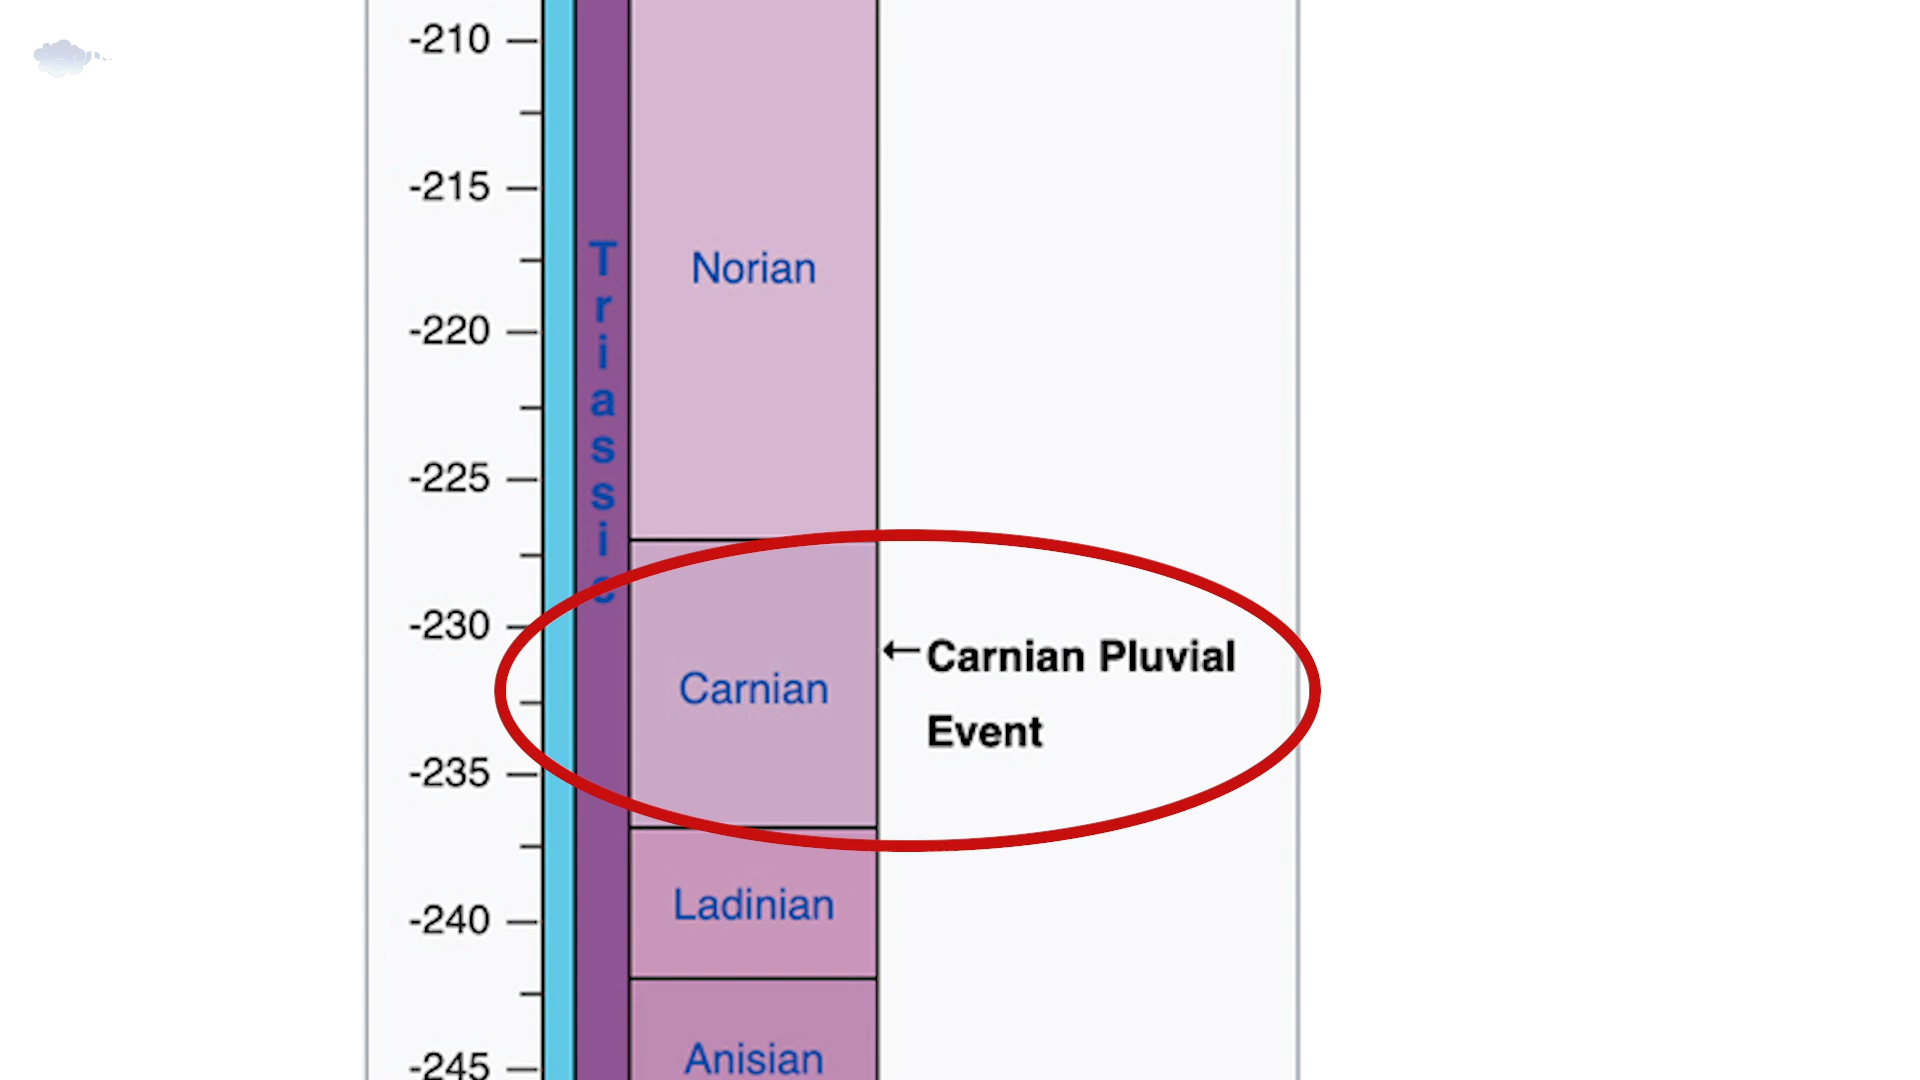 -210
-215
Norian
Triassic
-220
-225
-230
Carnian Pluvial
Event
Carnian
-235
Ladinian
-240
Anisian
-245